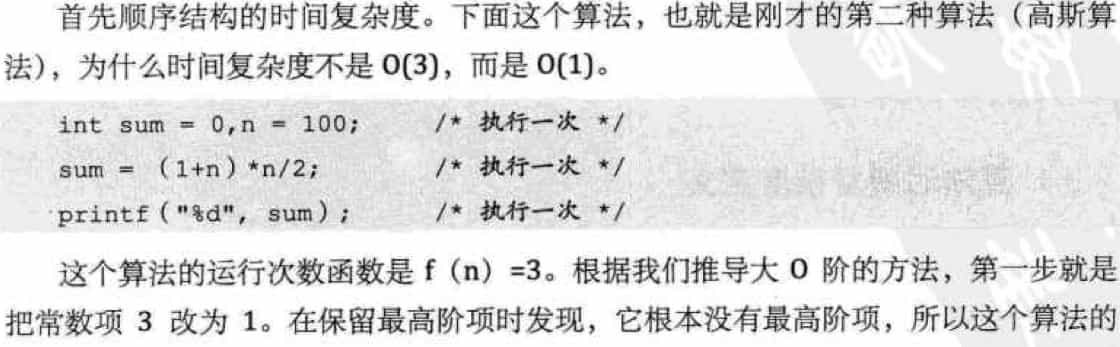 首先顺序结构的时间复杂度。下面这个算法，也就是刚才的第二种算法（高斯算
法），为什么时间复杂度不是 O(3)，而是 O(1)。
int sum = 0,n = 100; /* 执行一次 */
sum = (1+n)*n/2; /* 执行一次 */
printf("%d", sum); /* 执行一次 */
这个算法的运行次数函数是 f（n）=3。根据我们推导大 O 阶的方法，第一步就是
把常数项 3 改为 1。在保留最高阶项时发现，它根本没有最高阶项，所以这个算法的